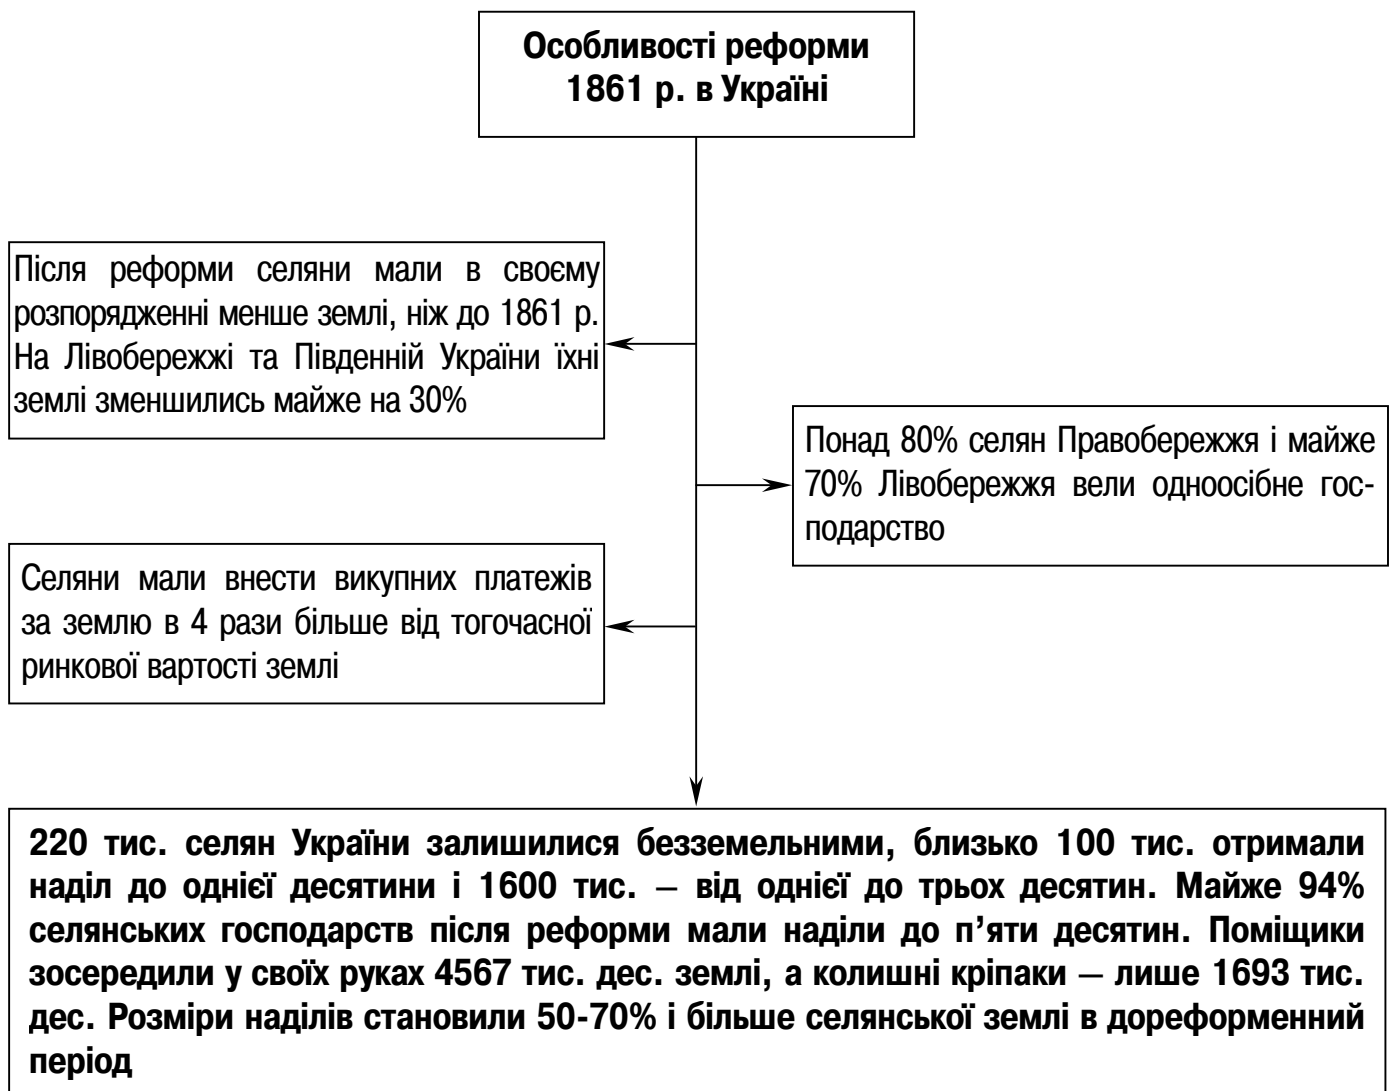 Особливості реформи
1861 р. в Україні
Після реформи селяни мали в своєму
розпорядженні менше землі, ніж до 1861 р.
На Лівобережжі та Південній України їхні
землі зменшились майже на 30%
Понад 80% селян Правобережжя і майже
70% Лівобережжя вели одноосібне гос-
подарство
Селяни мали внести викупних платежів
за землю в 4 рази більше від тогочасної
ринкової вартості землі
220 тис. селян України залишилися безземельними, близько 100 тис. отримали
наділ до однієї десятини і 1600 тис. – від однієї до трьох десятин. Майже 94%
селянських господарств після реформи мали наділи до п’яти десятин. Поміщики
зосередили у своїх руках 4567 тис. дес. землі, а колишні кріпаки – лише 1693 тис.
дес. Розміри наділів становили 50-70% і більше селянської землі в дореформенний
період